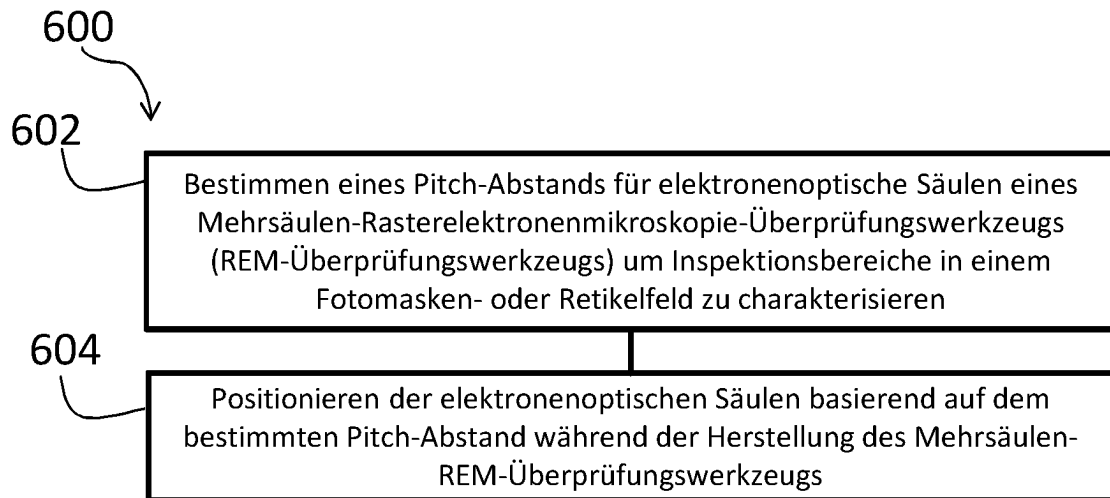 600
602
Bestimmen eines Pitch-Abstands für elektronenoptische Säulen eines
Mehrsäulen-Rasterelektronenmikroskopie-Überprüfungswerkzeugs
(REM-Überprüfungswerkzeugs) um Inspektionsbereiche in einem
Fotomasken- oder Retikelfeld zu charakterisieren
604
Positionieren der elektronenoptischen Säulen basierend auf dem
bestimmten Pitch-Abstand während der Herstellung des Mehrsäulen-
REM-Überprüfungswerkzeugs